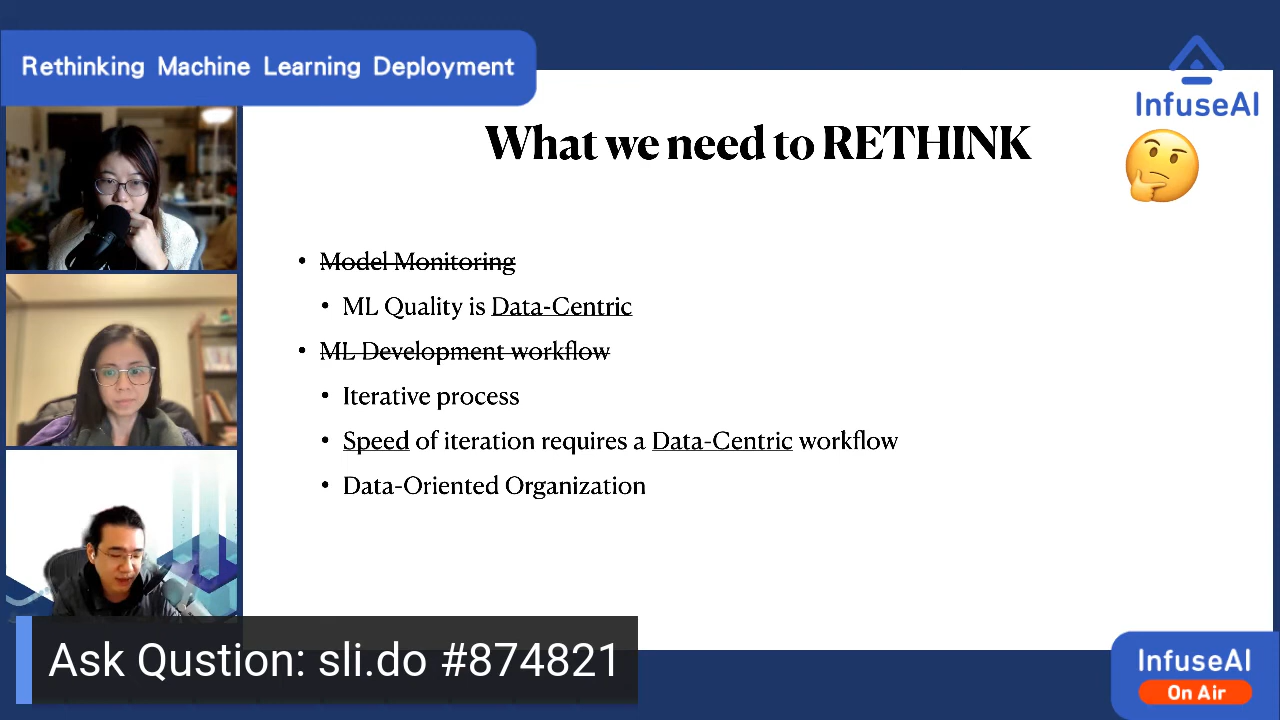 Rethinking Machine Learning Deployment
InfuseAI
What we need to RETHINK
• Model Monitoring
• ML Quality is Data-Centric
• ML Development workflow
• Iterative process
• Speed of iteration requires a Data-Centric workflow
• Data-Oriented Organization
Ask Qustion: sli.do #874821
InfuseAI
On Air